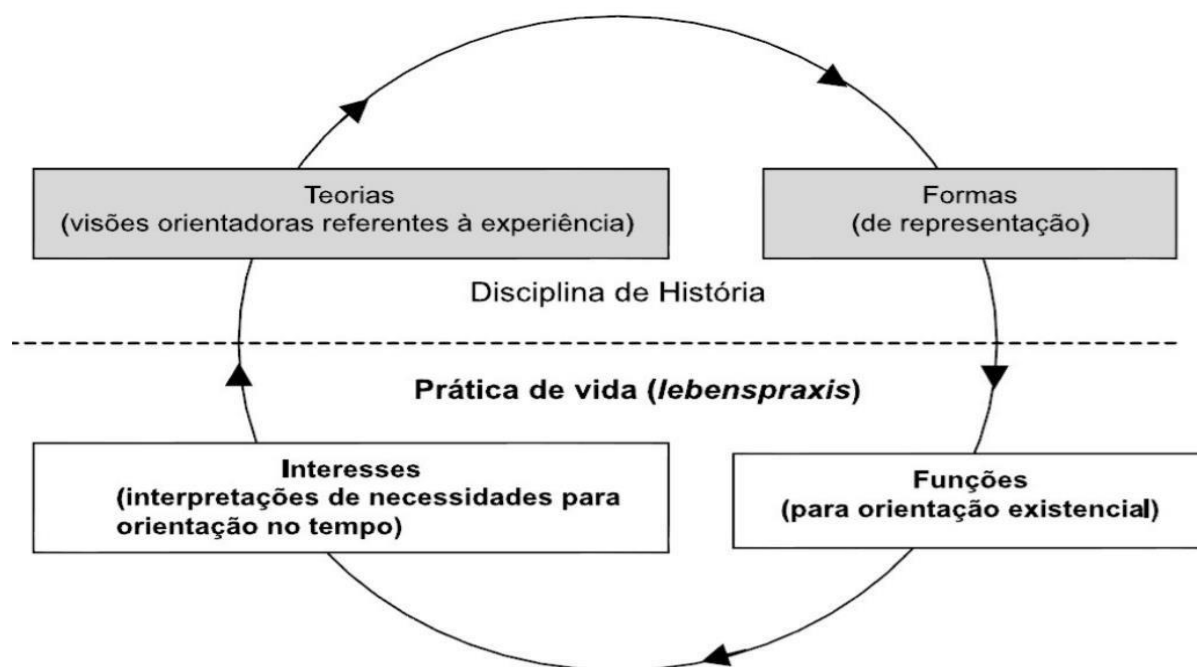 Teorias
(visões orientadoras referentes à experiência)
Formas
(de representação)
Disciplina de História
Prática de vida (lebenspraxis)
Interesses
(interpretações de necessidades para
orientação no tempo)
Funções
(para orientação existencial)